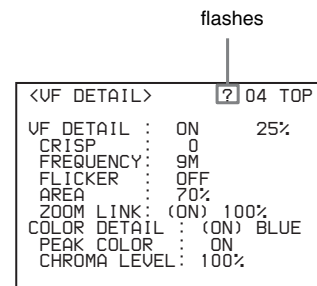 flashes
<VF DETAIL> ? 04 TOP
VF DETAIL : ON 25%
CRISP : 0
FREQUENCY: 9M
FLICKER : OFF
AREA : 70%
ZOOM LINK: (ON) 100%
COLOR DETAIL : (ON) BLUE
PEAK COLOR : ON
CHROMA LEVEL: 100%